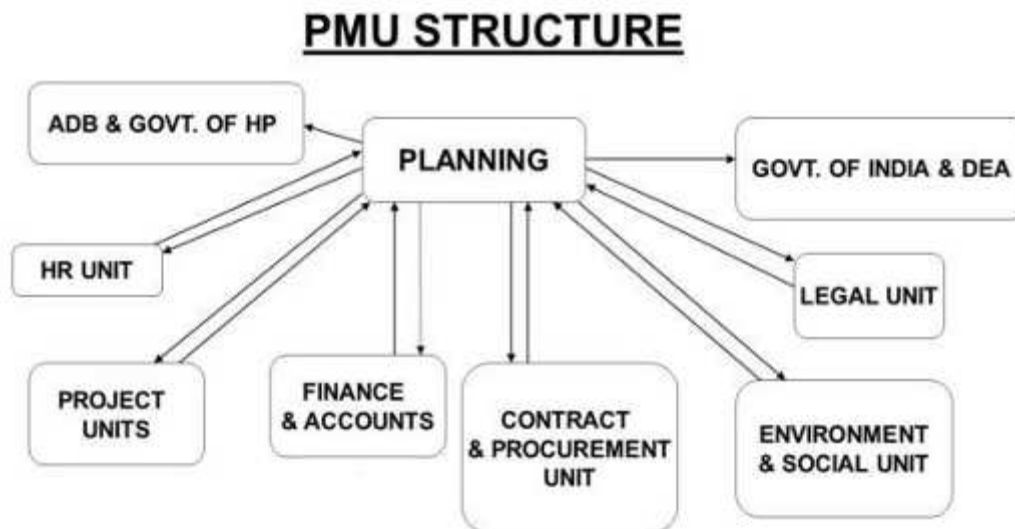 PMU STRUCTURE
ADB & GOVT. OF HP
PLANNING
GOVT. OF INDIA & DEA
HR UNIT
LEGAL UNIT
PROJECT
UNITS
FINANCE
& ACCOUNTS
CONTRACT
& PROCUREMENT
UNIT
ENVIRONMENT
& SOCIAL UNIT